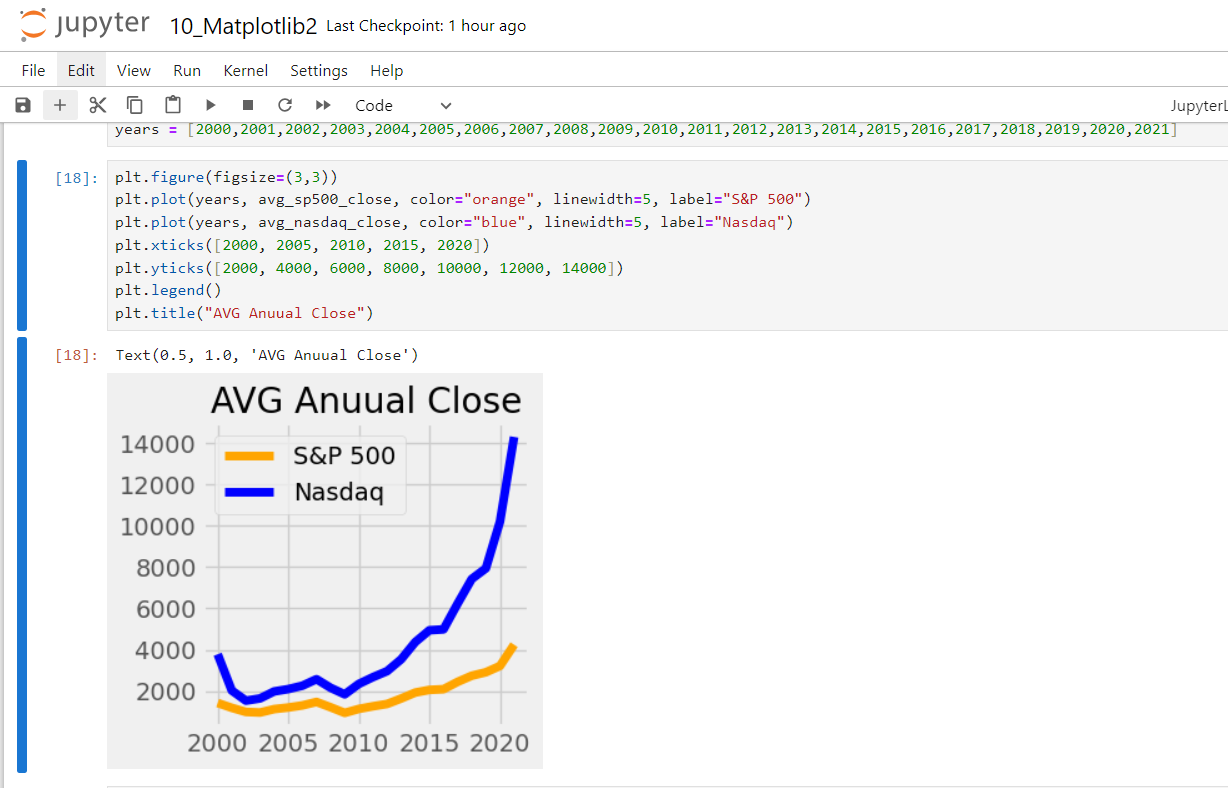 jupyter 10_Matplotlib2 Last Checkpoint: 1 hour ago
File Edit View Run Kernel Settings Help
Code
years = [2000,2001,2002,2003,2004,2005,2006,2007,2008,2009,2010,2011,2012,2013,2014,2015,2016,2017,2018,2019,2020,2021]
[18]: plt.figure(figsize=(3,3))
plt.plot(years, avg_sp500_close, color="orange", linewidth=5, label="S&P 500")
plt.plot(years, avg_nasdaq_close, color="blue", linewidth=5, label="Nasdaq")
plt.xticks([2000, 2005, 2010, 2015, 2020])
plt.yticks([2000, 4000, 6000, 8000, 10000, 12000, 14000])
plt.legend()
plt.title("AVG Anuual Close")
[18]: Text(0.5, 1.0, 'AVG Anuual Close')
AVG Anuual Close
14000
S&P 500
12000
Nasdaq
10000
8000
6000
4000
2000
2000 2005 2010 2015 2020